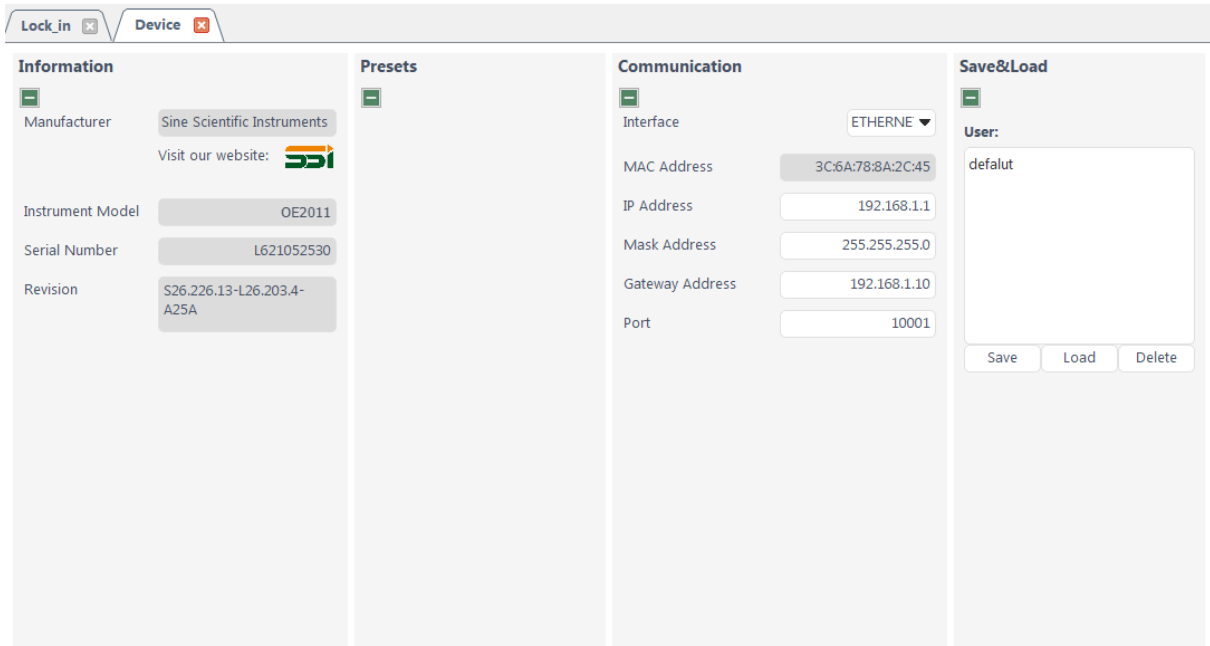 Lock_in
Device
Information
Manufacturer
Sine Scientific Instruments
Visit our website:
SSI
Instrument Model
OE2011
Serial Number
L621052530
Revision
S26.226.13-L26.203.4-
A25A
Presets
Communication
Interface
ETHERNE
MAC Address
3C:6A:78:8A:2C:45
IP Address
192.168.1.1
Mask Address
255.255.255.0
Gateway Address
192.168.1.10
Port
10001
Save&Load
User:
defalut
Save
Load
Delete